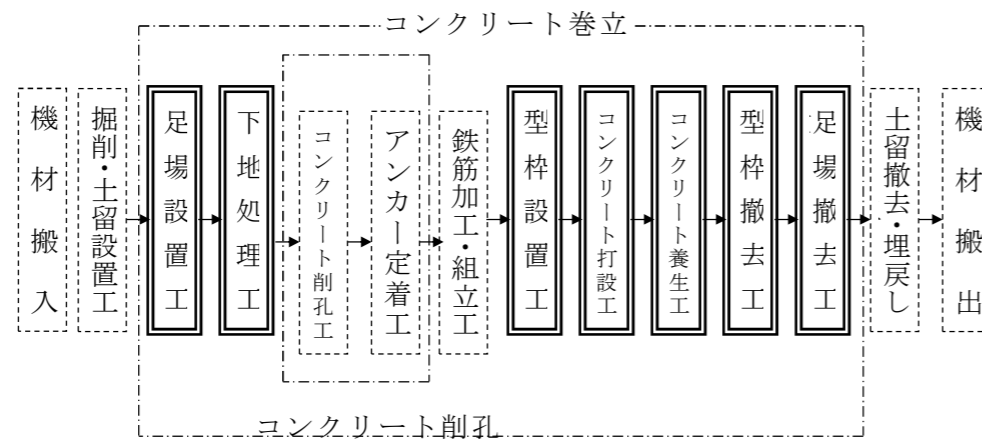 コンクリート巻立
機材搬入
掘削・土留設置工
足場設置工
下地処理工
コンクリート削孔工
アンカー定着工
鉄筋加工・組立工
型枠設置工
コンクリート打設工
コンクリート養生工
型枠撤去工
足場撤去工
土留撤去・埋戻し
機材搬出
コンクリート削孔